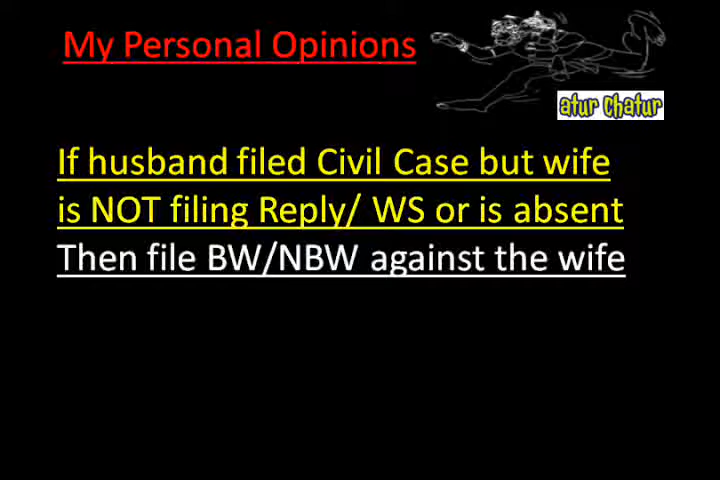 My Personal Opinions
atur chatur
If husband filed Civil Case but wife
is NOT filing Reply/ WS or is absent
Then file BW/NBW against the wife